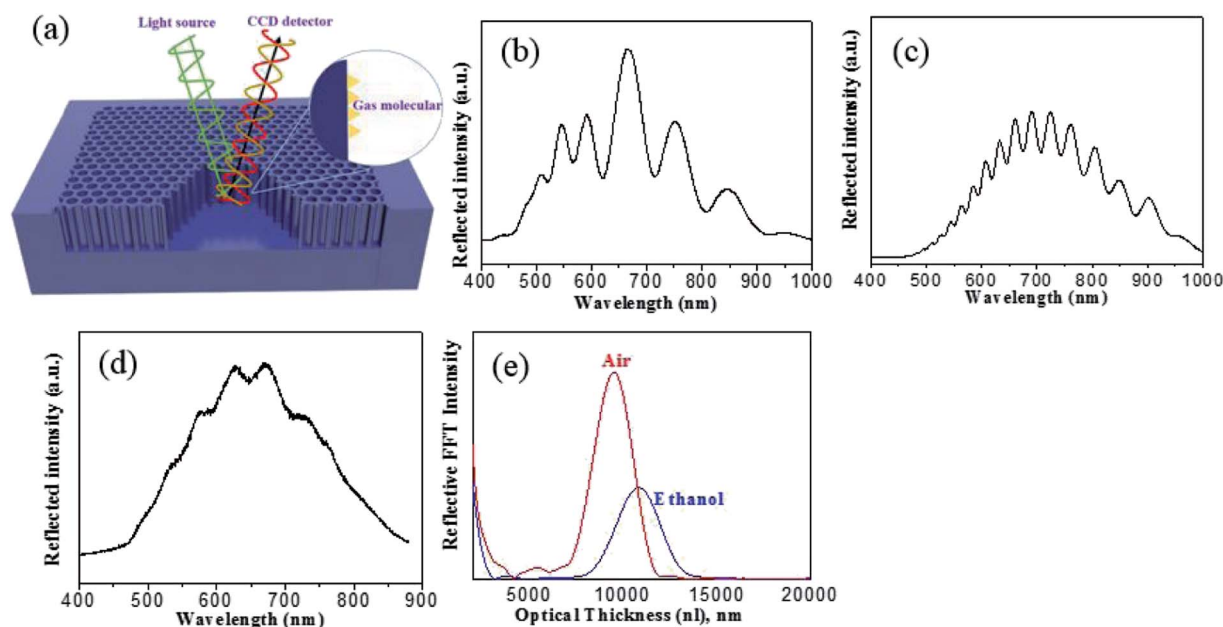 (a)
Light source
CCD detector
Gas molecular
(b)
Reflected intensity (a.u.)
400 500 600 700 800 900 1000
Wavelength (nm)
(c)
Reflected intensity (a.u.)
400 500 600 700 800 900 1000
Wavelength (nm)
(d)
Reflected intensity (a.u.)
400 500 600 700 800 900
Wavelength (nm)
(e)
Reflective FFT Intensity
Air
Ethanol
5000 10000 15000 20000
Optical Thickness (nl), nm